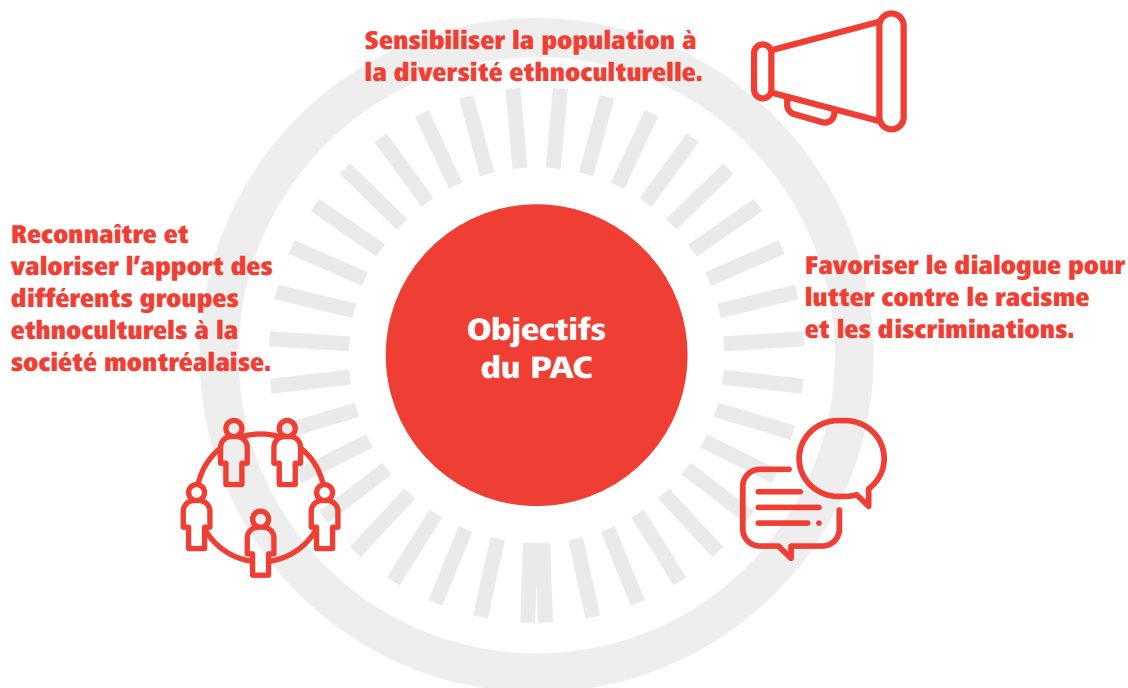 Sensibiliser la population à
la diversité ethnoculturelle.
Reconnaître et
valoriser l’apport des
différents groupes
ethnoculturels à la
société montréalaise.
Favoriser le dialogue pour
lutter contre le racisme
et les discriminations.
Objectifs
du PAC